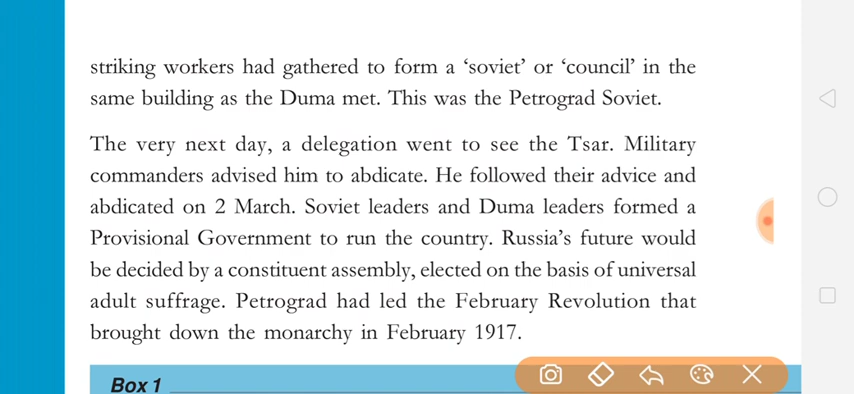 striking workers had gathered to form a ‘soviet’ or ‘council’ in the
same building as the Duma met. This was the Petrograd Soviet.
The very next day, a delegation went to see the Tsar. Military
commanders advised him to abdicate. He followed their advice and
abdicated on 2 March. Soviet leaders and Duma leaders formed a
Provisional Government to run the country. Russia’s future would
be decided by a constituent assembly, elected on the basis of universal
adult suffrage. Petrograd had led the February Revolution that
brought down the monarchy in February 1917.
Box 1